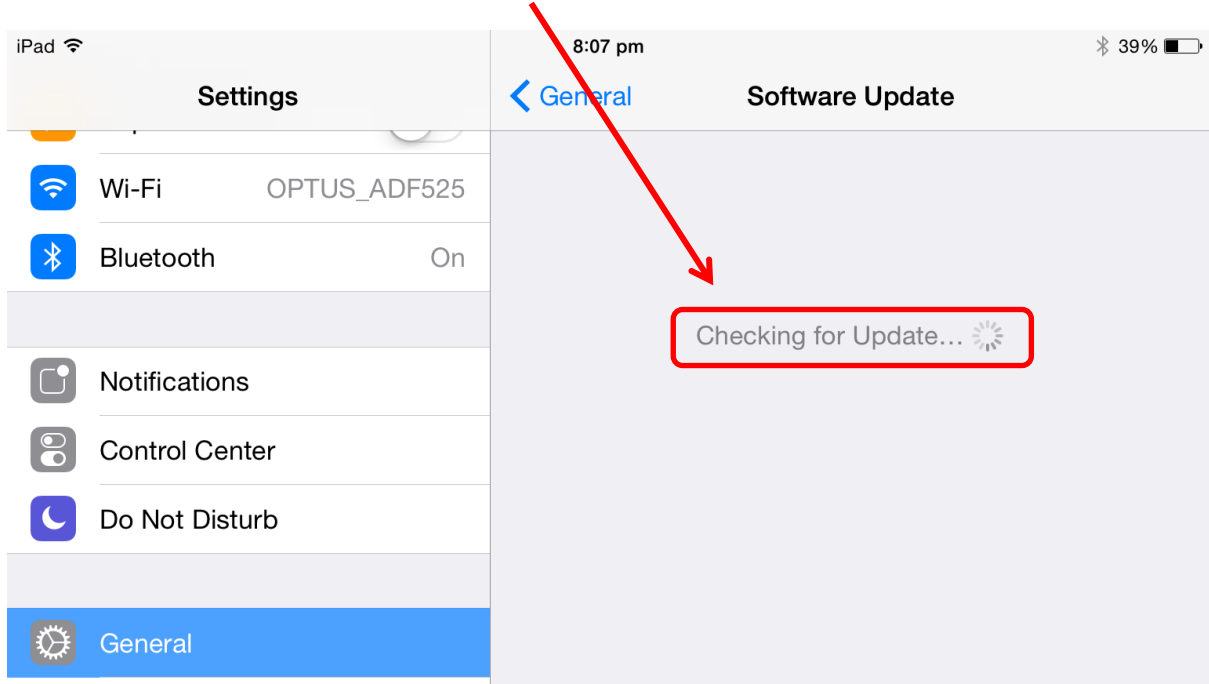 iPad 8:07 pm 39%
Settings
General Software Update
Wi-Fi OPTUS_ADF525
Bluetooth On
Checking for Update...
Notifications
Control Center
Do Not Disturb
General